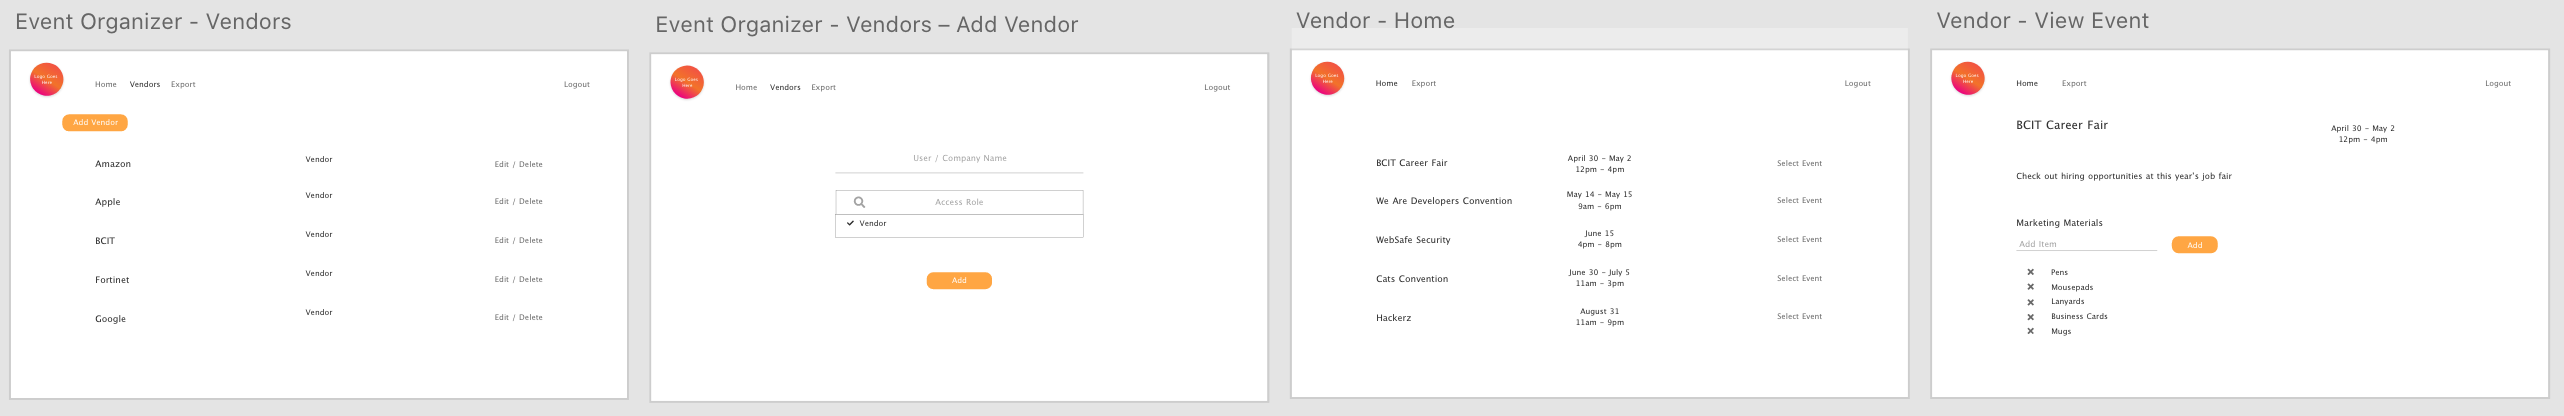 Event Organizer - Vendors
Logo Goes
Here
Home Vendors Export Logout
Add Vendor
Amazon Vendor Edit / Delete
Apple Vendor Edit / Delete
BCIT Vendor Edit / Delete
Fortinet Vendor Edit / Delete
Google Vendor Edit / Delete
Event Organizer - Vendors – Add Vendor
Logo Goes
Here
Home Vendors Export Logout
User / Company Name
Access Role
Vendor
Add
Vendor - Home
Logo Goes
Here
Home Export Logout
BCIT Career Fair April 30 - May 2 Select Event
12pm - 4pm
We Are Developers Convention May 14 - May 15 Select Event
9am - 6pm
WebSafe Security June 15 Select Event
4pm - 8pm
Cats Convention June 30 - July 5 Select Event
11am - 3pm
Hackerz August 31 Select Event
11am - 9pm
Vendor - View Event
Logo Goes
Here
Home Export Logout
BCIT Career Fair April 30 - May 2
12pm - 4pm
Check out hiring opportunities at this year's job fair
Marketing Materials
Add Item Add
Pens
Mousepads
Lanyards
Business Cards
Mugs